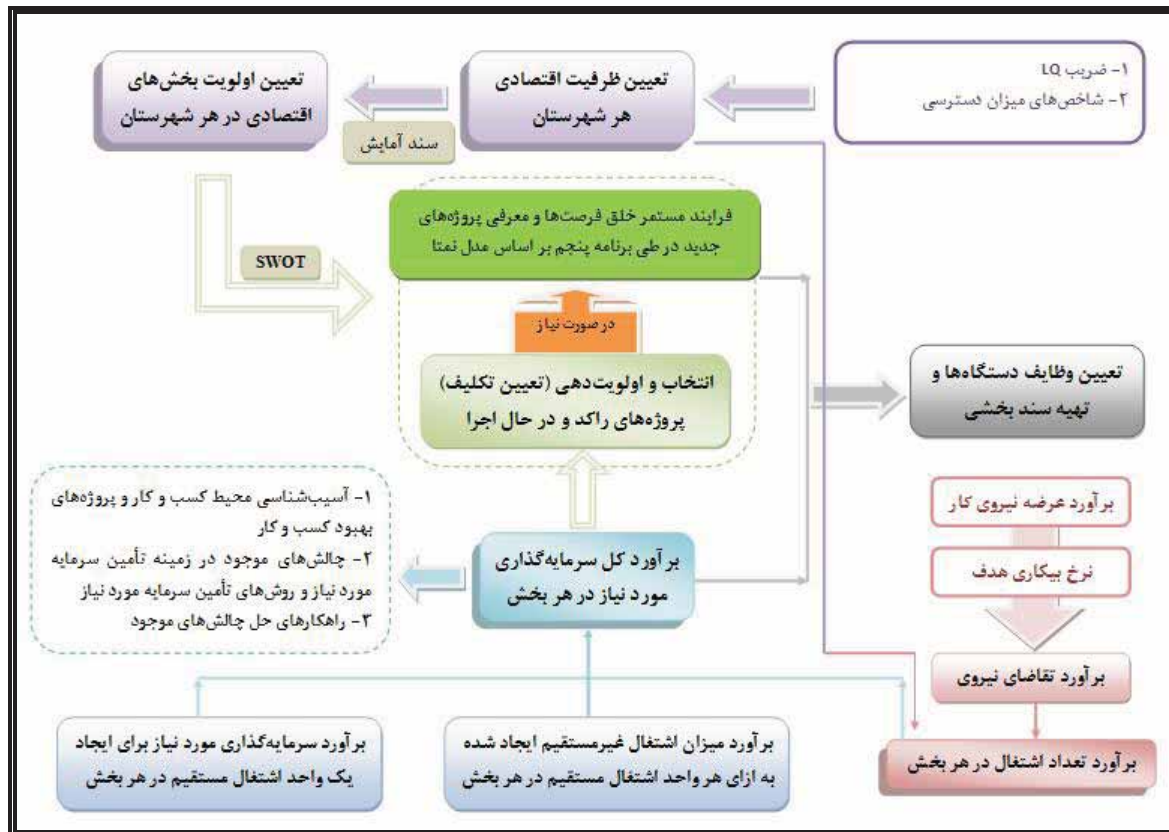 ۱- ضریب LQ
۲- شاخص‌های میزان دسترسی
تعیین ظرفیت اقتصادی
هر شهرستان
سند آمایش
تعیین اولویت بخش‌های
اقتصادی در هر شهرستان
SWOT
فرایند مستمر خلق فرصت‌ها و معرفی پروژه‌های
جدید در طی برنامه پنجم بر اساس مدل نمتا
در صورت نیاز
انتخاب و اولویت‌دهی (تعیین تکلیف)
پروژه‌های راکد و در حال اجرا
تعیین وظایف دستگاه‌ها و
تهیه سند بخشی
برآورد عرضه نیروی کار
نرخ بیکاری هدف
برآورد تقاضای نیروی
برآورد تعداد اشتغال در هر بخش
برآورد کل سرمایه‌گذاری
مورد نیاز در هر بخش
۱- آسیب‌شناسی محیط کسب و کار و پروژه‌های
بهبود کسب و کار
۲- چالش‌های موجود در زمینه تأمین سرمایه
مورد نیاز و روش‌های تأمین سرمایه مورد نیاز
۳- راهکارهای حل چالش‌های موجود
برآورد میزان اشتغال غیرمستقیم ایجاد شده
به ازای هر واحد اشتغال مستقیم در هر بخش
برآورد سرمایه‌گذاری مورد نیاز برای ایجاد
یک واحد اشتغال مستقیم در هر بخش